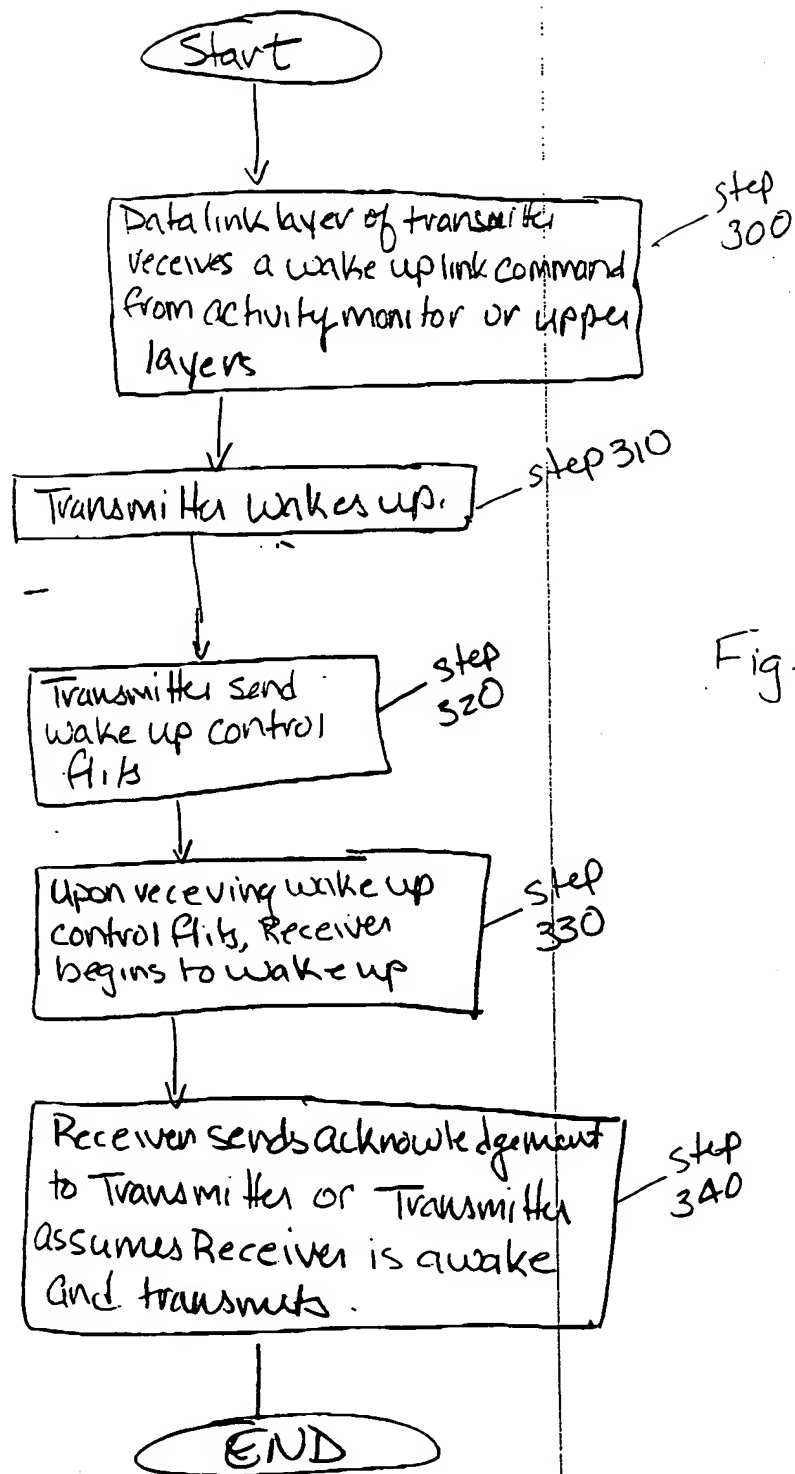 Start
Data link layer of transmitter
receives a wake up link command
from activity monitor or upper
layers
step
300
Transmitter wakes up.
step 310
Transmitter send
wake up control
flits
step
320
Fig.
Upon receving wake up
control flits, Receiver
begins to wake up
step
330
Receiver sends acknowledgement
to Transmitter or Transmitter
assumes Receiver is awake
and transmits.
step
340
END